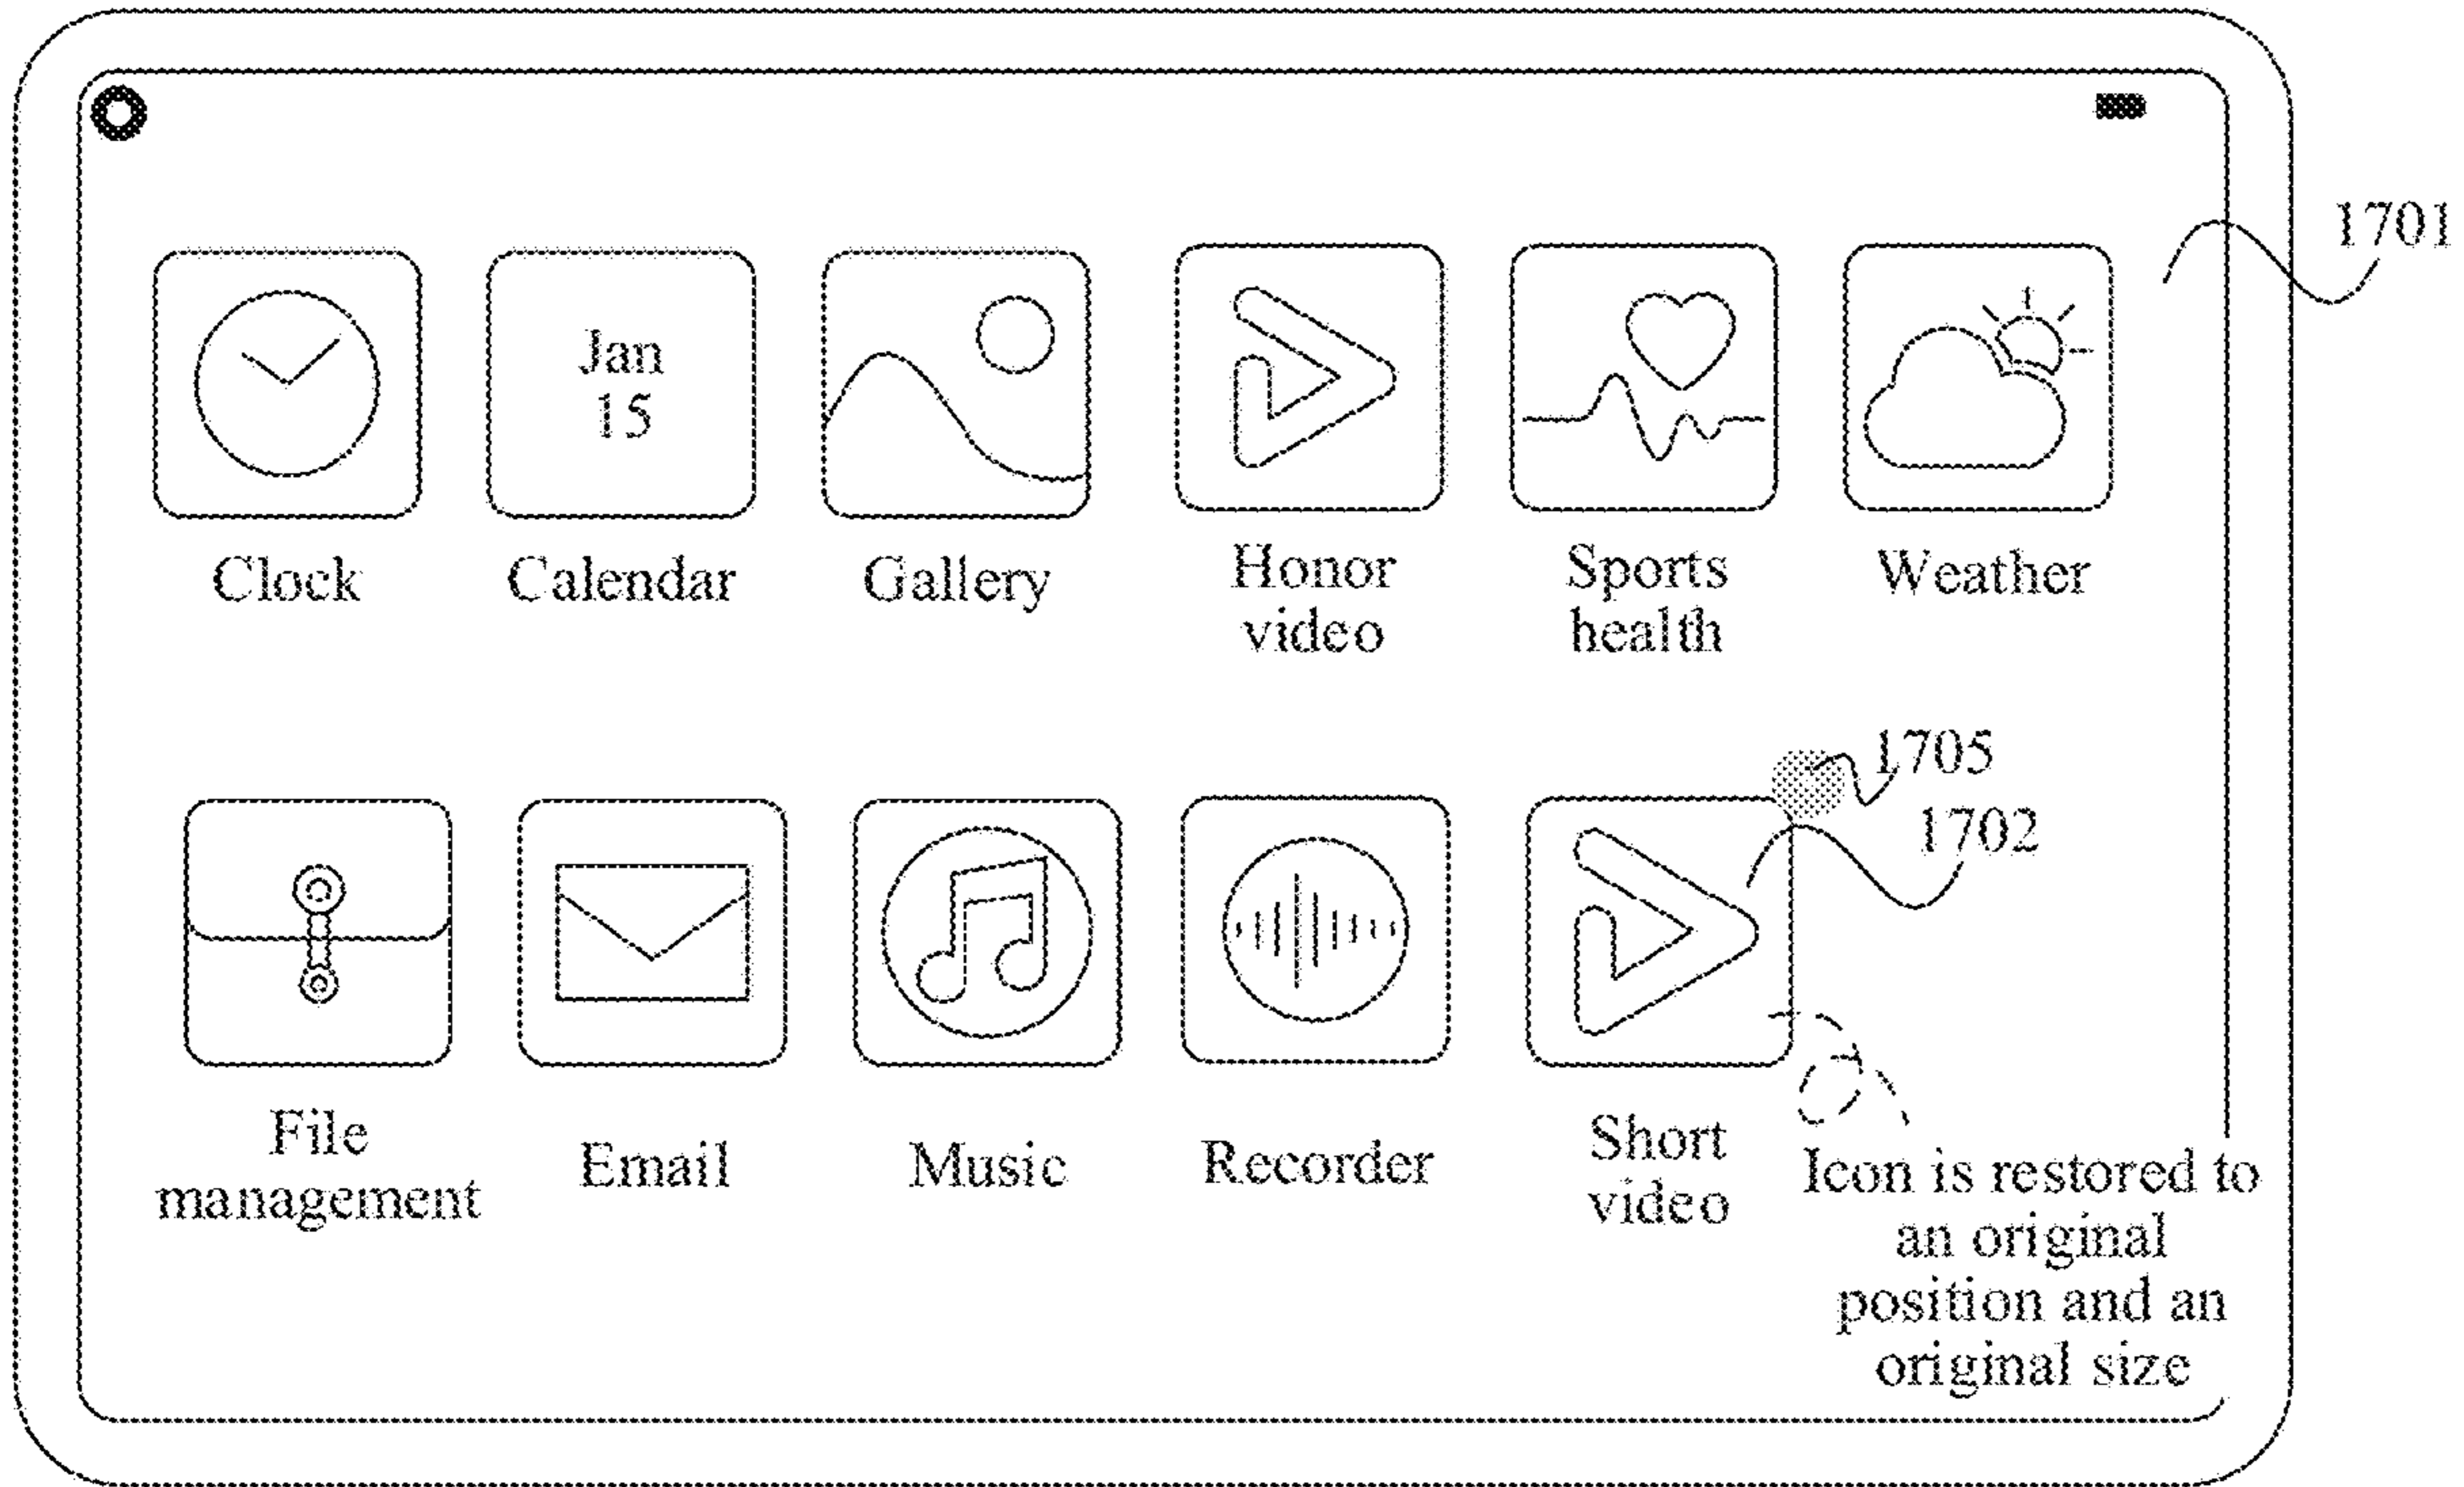 1701
Jan
15
Clock
Calendar
Gallery
Honor
video
Sports
health
Weather
1705
1702
File
management
Email
Music
Recorder
Short
video
Icon is restored to
an original
position and an
original size